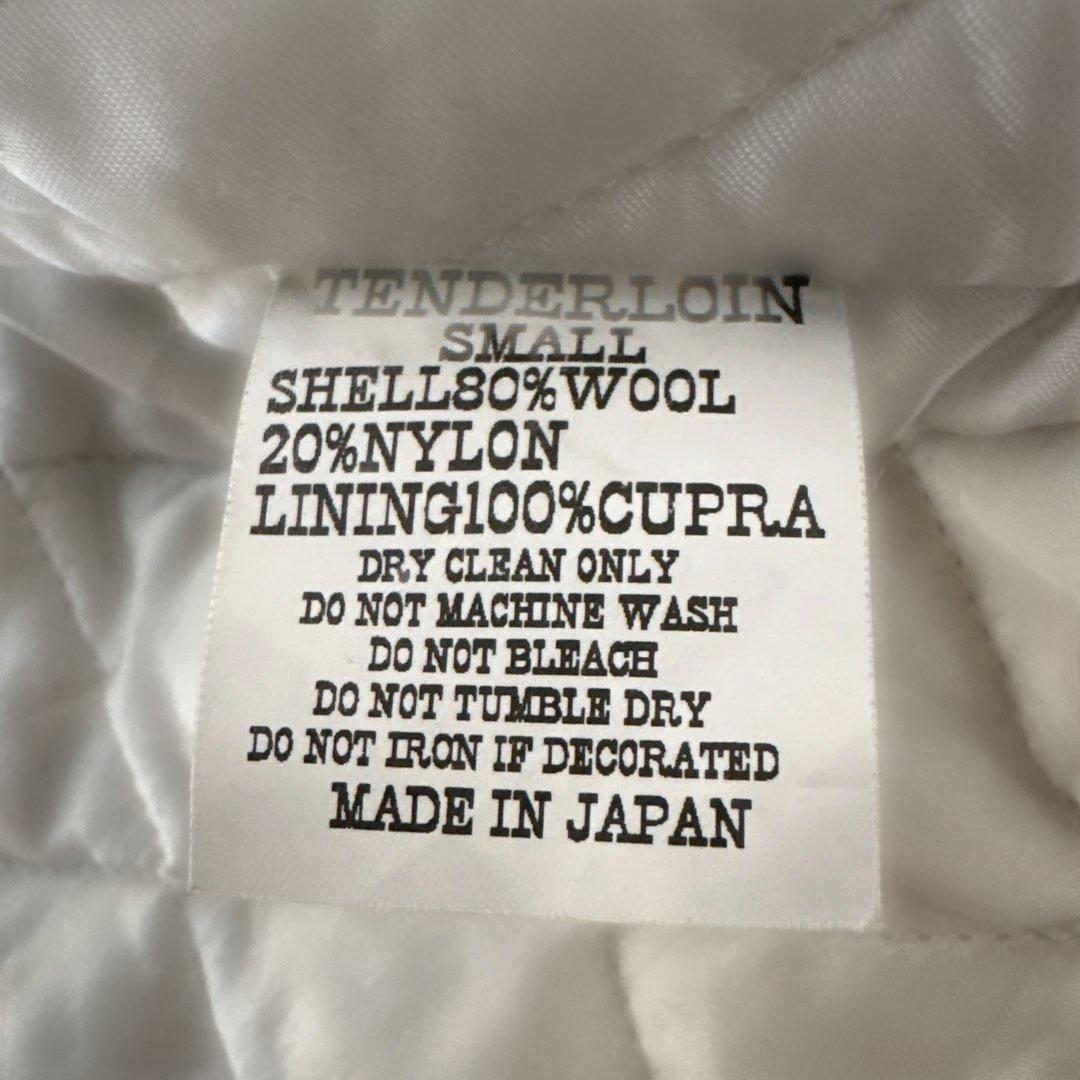 TENDERLOIN
SMALL
SHELL80%WOOL
20%NYLON
LINING100%CUPRA
DRY CLEAN ONLY
DO NOT MACHINE WASH
DO NOT BLEACH
DO NOT TUMBLE DRY
DO NOT IRON IF DECORATED
MADE IN JAPAN